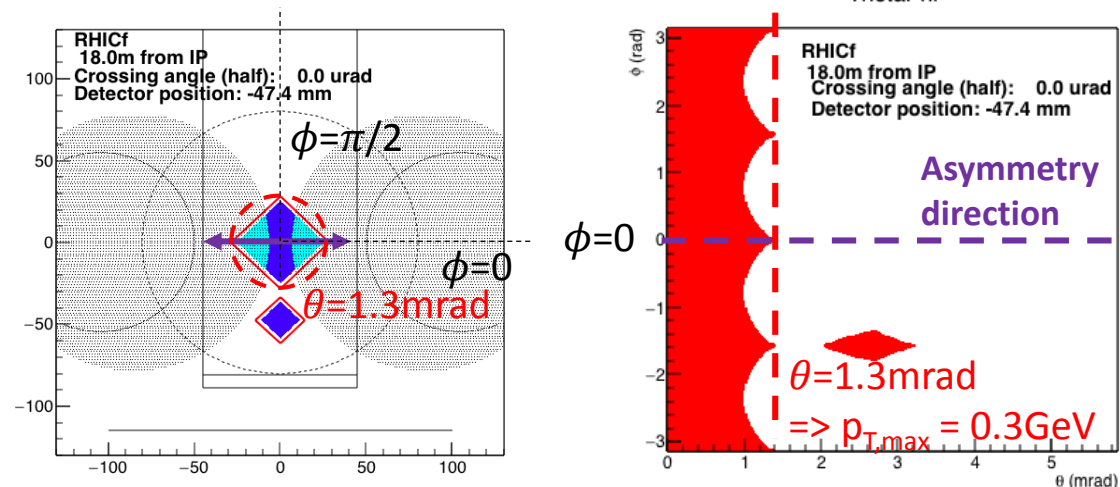 RHICf
18.0m from IP
Crossing angle (half): 0.0 urad
Detector position: -47.4 mm
ϕ=π/2
ϕ=0
θ=1.3mrad
100
50
0
−50
−100
−100
−50
0
50
100
RHICf
18.0m from IP
Crossing angle (half): 0.0 urad
Detector position: -47.4 mm
Asymmetry
direction
ϕ=0
θ=1.3mrad
=> pT,max = 0.3GeV
ϕ (rad)
3
2
1
0
−1
−2
−3
0
1
2
3
4
5
θ (mrad)